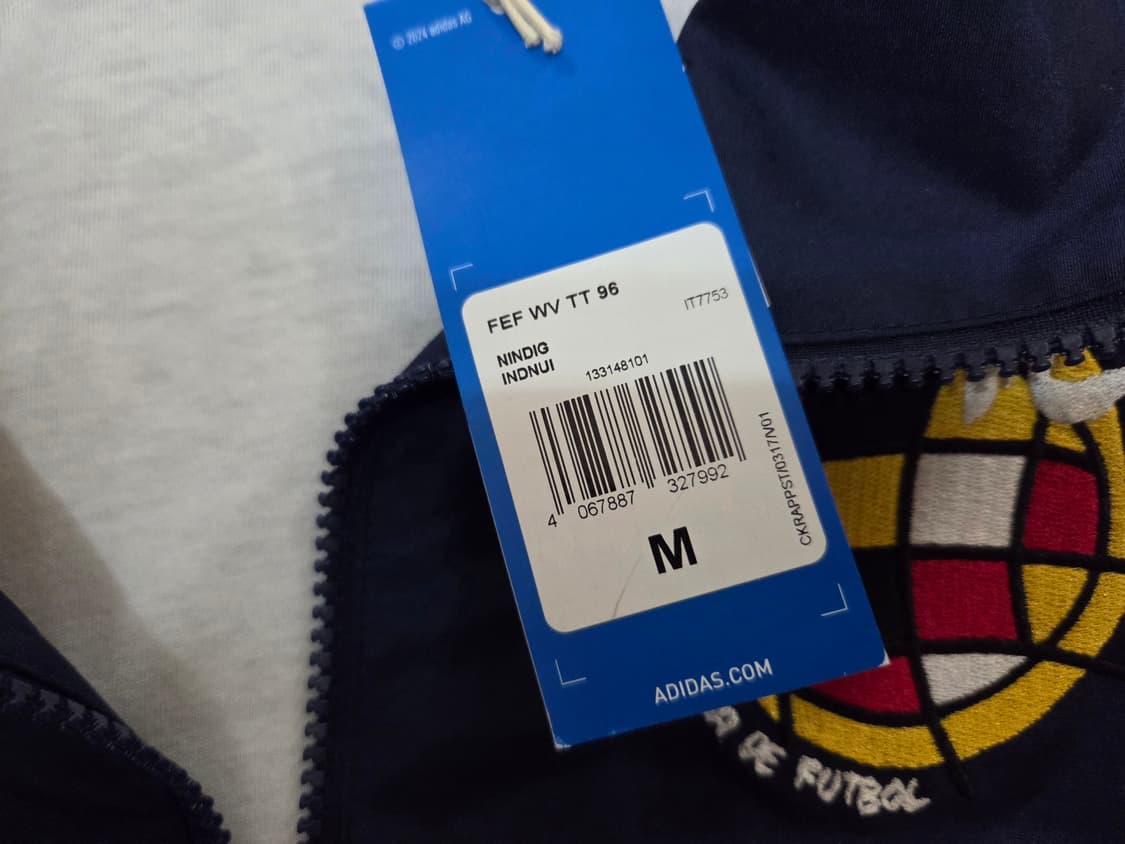 © 2024 adidas AG
FEF WV TT 96
IT7753
NINDIG
INDNUI
133148101
4 067887 327992
CKRAPPST/0317/V01
M
ADIDAS.COM
DE FUTBOL